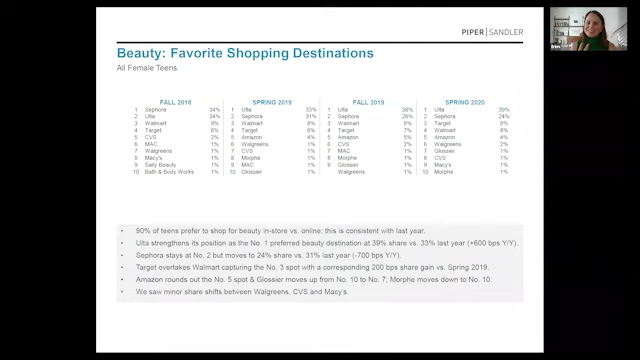 PIPER | SANDLER
Beauty: Favorite Shopping Destinations
All Female Teens
FALL 2018 SPRING 2019 FALL 2019 SPRING 2020
1 Sephora 34% 1 Ulta 33% 1 Ulta 38% 1 Ulta 39%
2 Ulta 34% 2 Sephora 31% 2 Sephora 26% 2 Sephora 24%
3 Walmart 9% 3 Walmart 8% 3 Walmart 8% 3 Target 8%
4 Target 8% 4 Target 6% 4 Target 7% 4 Walmart 8%
5 CVS 2% 5 Amazon 4% 5 Amazon 5% 5 Amazon 5%
6 MAC 1% 6 Walgreens 1% 6 CVS 2% 6 Walgreens 2%
7 Walgreens 1% 7 CVS 1% 7 MAC 1% 7 Glossier 1%
8 Macy's 1% 8 Morphe 1% 8 Morphe 1% 8 CVS 1%
9 Sally Beauty 1% 9 MAC 1% 9 Glossier 1% 9 Macy's 1%
10 Bath & Body Works 1% 10 Glossier 1% Walgreens 1% 10 Morphe 1%
• 90% of teens prefer to shop for beauty in-store vs. online; this is consistent with last year.
• Ulta strengthens its position as the No. 1 preferred beauty destination at 39% share vs. 33% last year (+600 bps Y/Y).
• Sephora stays at No. 2 but moves to 24% share vs. 31% last year (-700 bps Y/Y).
• Target overtakes Walmart capturing the No. 3 spot with a corresponding 200 bps share gain vs. Spring 2019.
• Amazon rounds out the No. 5 spot & Glossier moves up from No. 10 to No. 7; Morphe moves down to No. 10.
• We saw minor share shifts between Walgreens, CVS and Macy's.